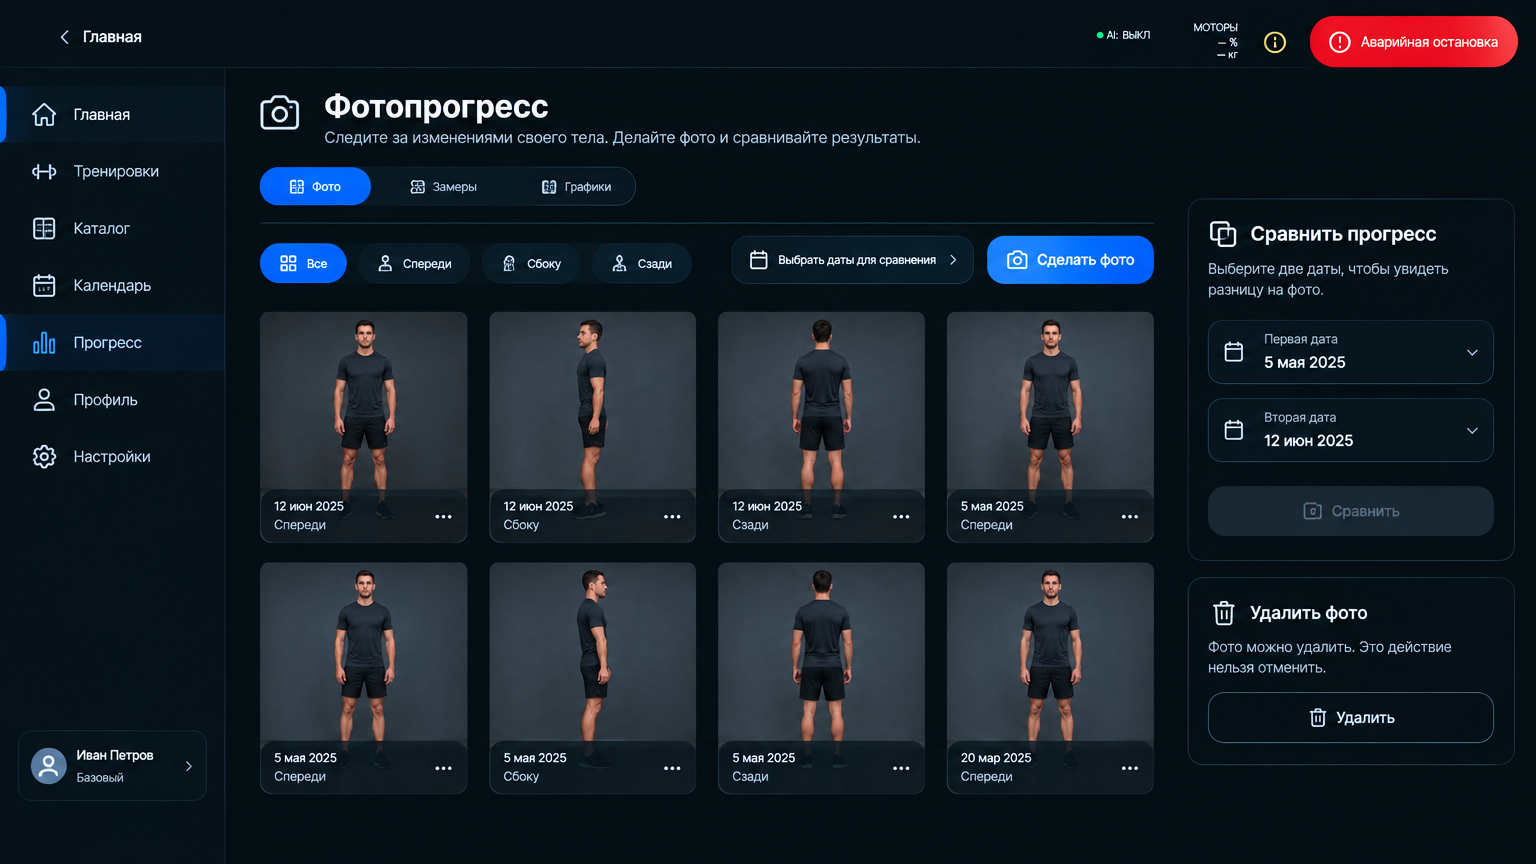 Главная
AI: ВЫКЛ
МОТОРЫ
– %
– кг
Аварийная остановка
Главная
Тренировки
Каталог
Календарь
Прогресс
Профиль
Настройки
Иван Петров
Базовый
Фотопрогресс
Следите за изменениями своего тела. Делайте фото и сравнивайте результаты.
Фото
Замеры
Графики
Все
Спереди
Сбоку
Сзади
Выбрать даты для сравнения
Сделать фото
12 июн 2025
Спереди
12 июн 2025
Сбоку
12 июн 2025
Сзади
5 мая 2025
Спереди
5 мая 2025
Спереди
5 мая 2025
Сбоку
5 мая 2025
Сзади
20 мар 2025
Спереди
Сравнить прогресс
Выберите две даты, чтобы увидеть
разницу на фото.
Первая дата
5 мая 2025
Вторая дата
12 июн 2025
Сравнить
Удалить фото
Фото можно удалить. Это действие
нельзя отменить.
Удалить